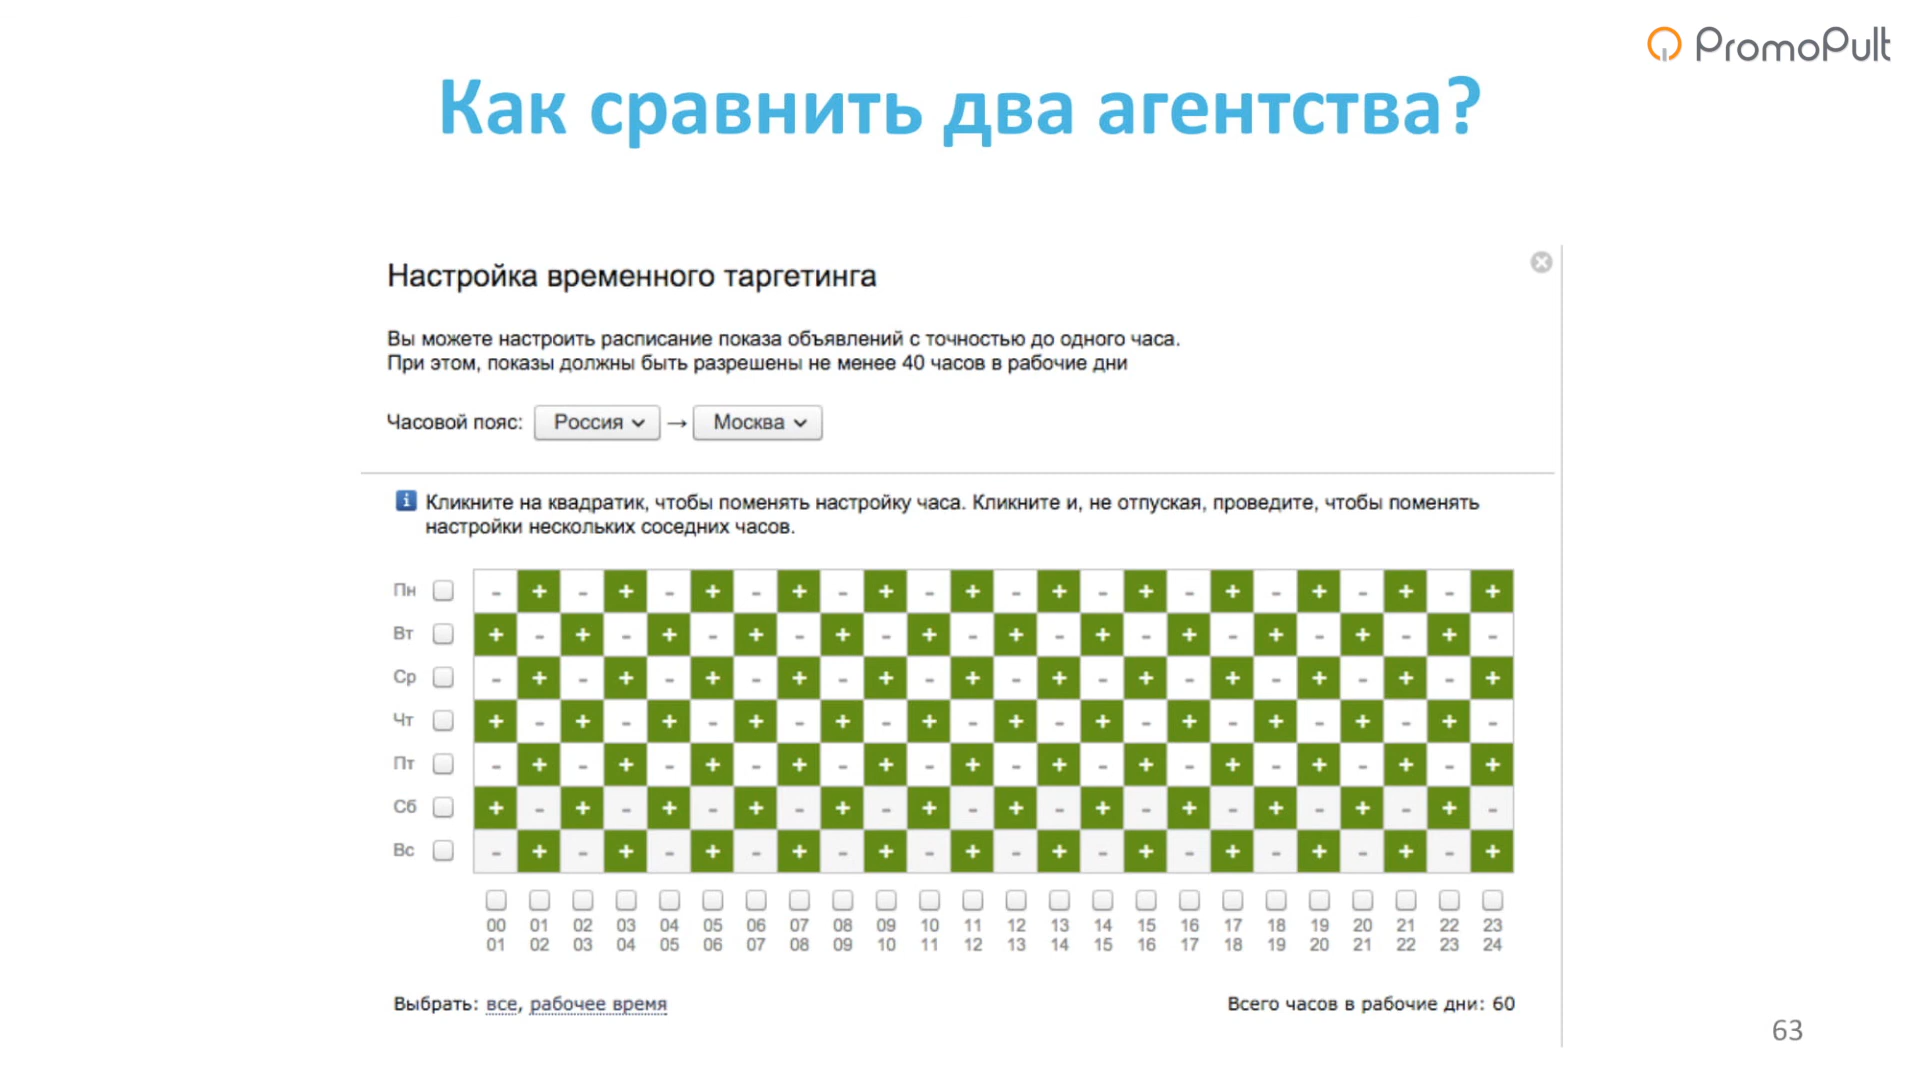 PromoPult
Как сравнить два агентства?
Настройка временного таргетинга
Вы можете настроить расписание показа объявлений с точностью до одного часа.
При этом, показы должны быть разрешены не менее 40 часов в рабочие дни
Часовой пояс: Россия → Москва
Кликните на квадратик, чтобы поменять настройку часа. Кликните и, не отпуская, проведите, чтобы поменять
настройки нескольких соседних часов.
Пн - + - + - + - + - + - + - + - + - + - + - + - +
Вт + - + - + - + - + - + - + - + - + - + - + - + -
Ср - + - + - + - + - + - + - + - + - + - + - + - +
Чт + - + - + - + - + - + - + - + - + - + - + - + -
Пт - + - + - + - + - + - + - + - + - + - + - + - +
Сб + - + - + - + - + - + - + - + - + - + - + - + -
Вс - + - + - + - + - + - + - + - + - + - + - + - +
00 01 02 03 04 05 06 07 08 09 10 11 12 13 14 15 16 17 18 19 20 21 22 23
01 02 03 04 05 06 07 08 09 10 11 12 13 14 15 16 17 18 19 20 21 22 23 24
Выбрать: все, рабочее время Всего часов в рабочие дни: 60
63